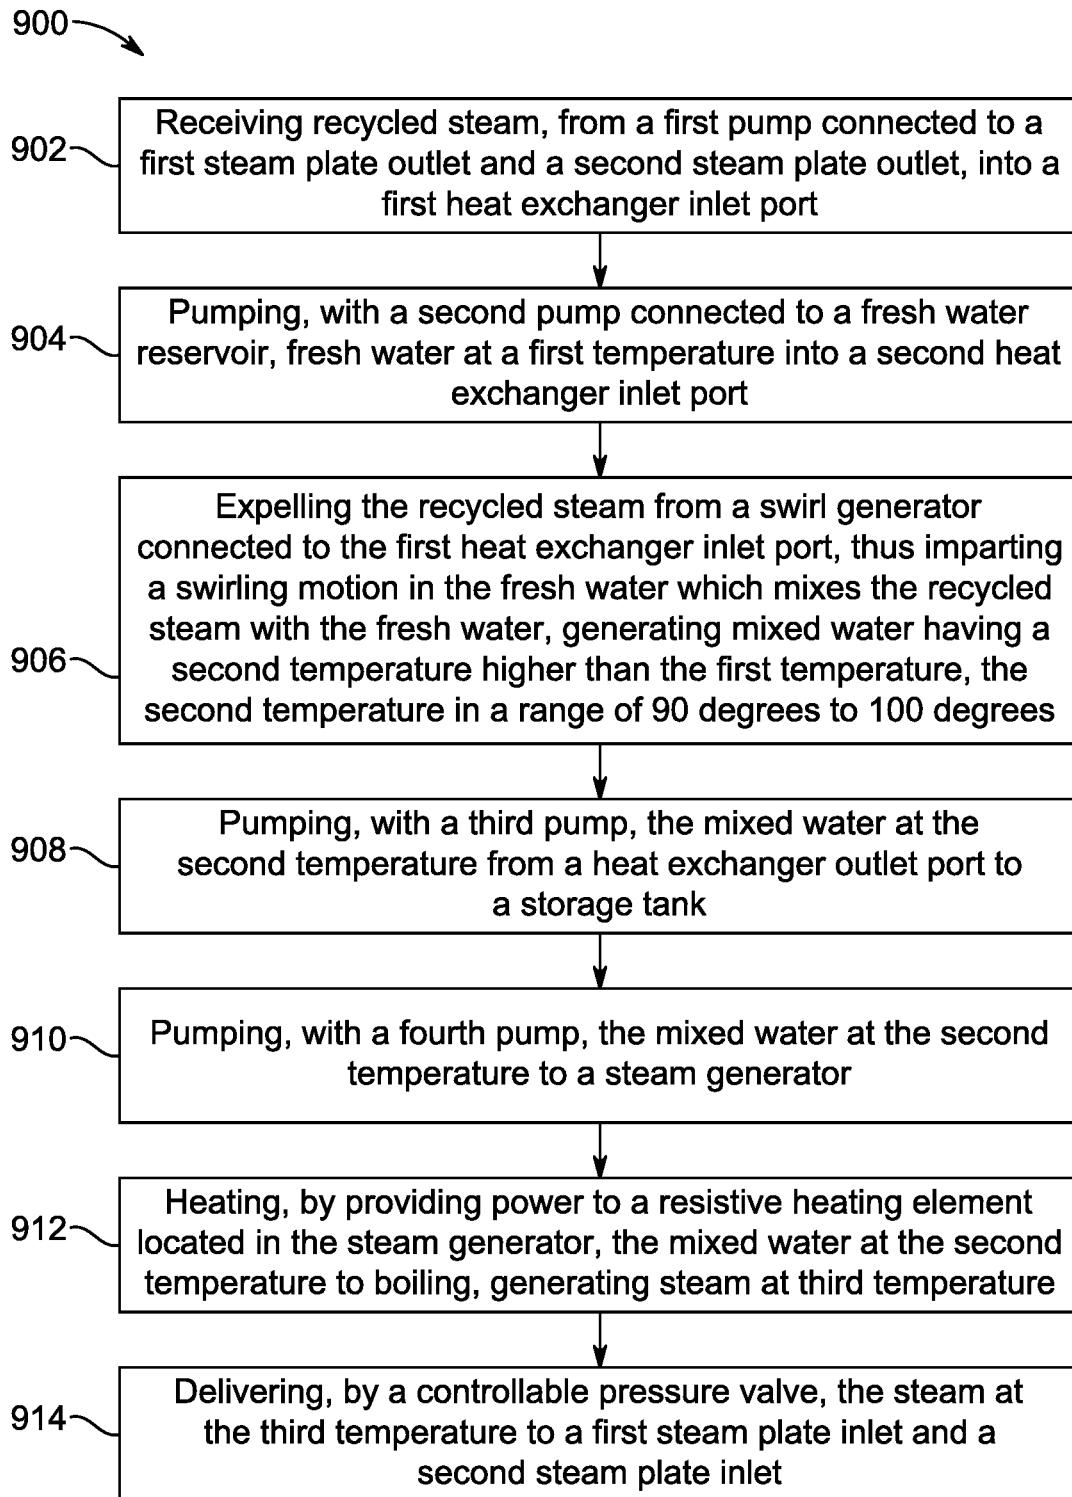 900
902
Receiving recycled steam, from a first pump connected to a
first steam plate outlet and a second steam plate outlet, into a
first heat exchanger inlet port
904
Pumping, with a second pump connected to a fresh water
reservoir, fresh water at a first temperature into a second heat
exchanger inlet port
906
Expelling the recycled steam from a swirl generator
connected to the first heat exchanger inlet port, thus imparting
a swirling motion in the fresh water which mixes the recycled
steam with the fresh water, generating mixed water having a
second temperature higher than the first temperature, the
second temperature in a range of 90 degrees to 100 degrees
908
Pumping, with a third pump, the mixed water at the
second temperature from a heat exchanger outlet port to
a storage tank
910
Pumping, with a fourth pump, the mixed water at the second
temperature to a steam generator
912
Heating, by providing power to a resistive heating element
located in the steam generator, the mixed water at the second
temperature to boiling, generating steam at third temperature
914
Delivering, by a controllable pressure valve, the steam at
the third temperature to a first steam plate inlet and a
second steam plate inlet